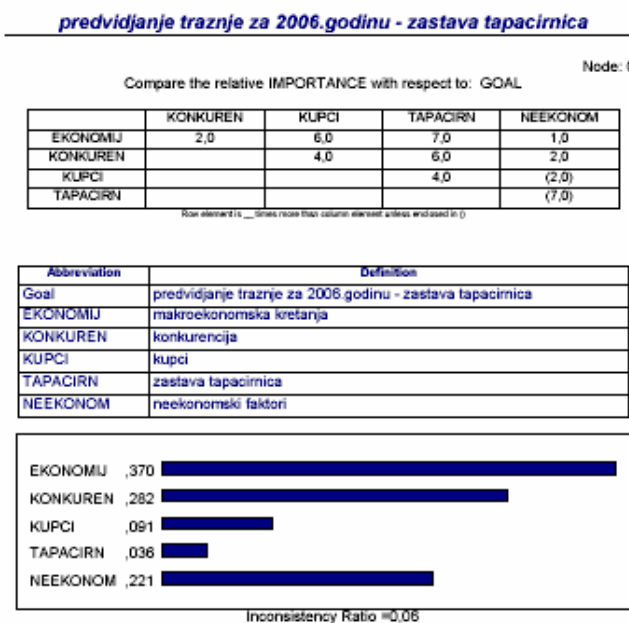 predvidjanje traznje za 2006.godinu - zastava tapacirnica
Node: 0
Compare the relative IMPORTANCE with respect to: GOAL
KONKUREN KUPCI TAPACIRN NEEKONOM
EKONOMIJ 2,0 6,0 7,0 1,0
KONKUREN 4,0 6,0 2,0
KUPCI 4,0 (2,0)
TAPACIRN (7,0)
Row element is __ times more than column element unless enclosed in ()
Abbreviation Definition
Goal predvidjanje traznje za 2006.godinu - zastava tapacirnica
EKONOMIJ makroekonomska kretanja
KONKUREN konkurencija
KUPCI kupci
TAPACIRN zastava tapacirnica
NEEKONOM neekonomski faktori
EKONOMIJ ,370
KONKUREN ,282
KUPCI ,091
TAPACIRN ,036
NEEKONOM ,221
Inconsistency Ratio =0,06